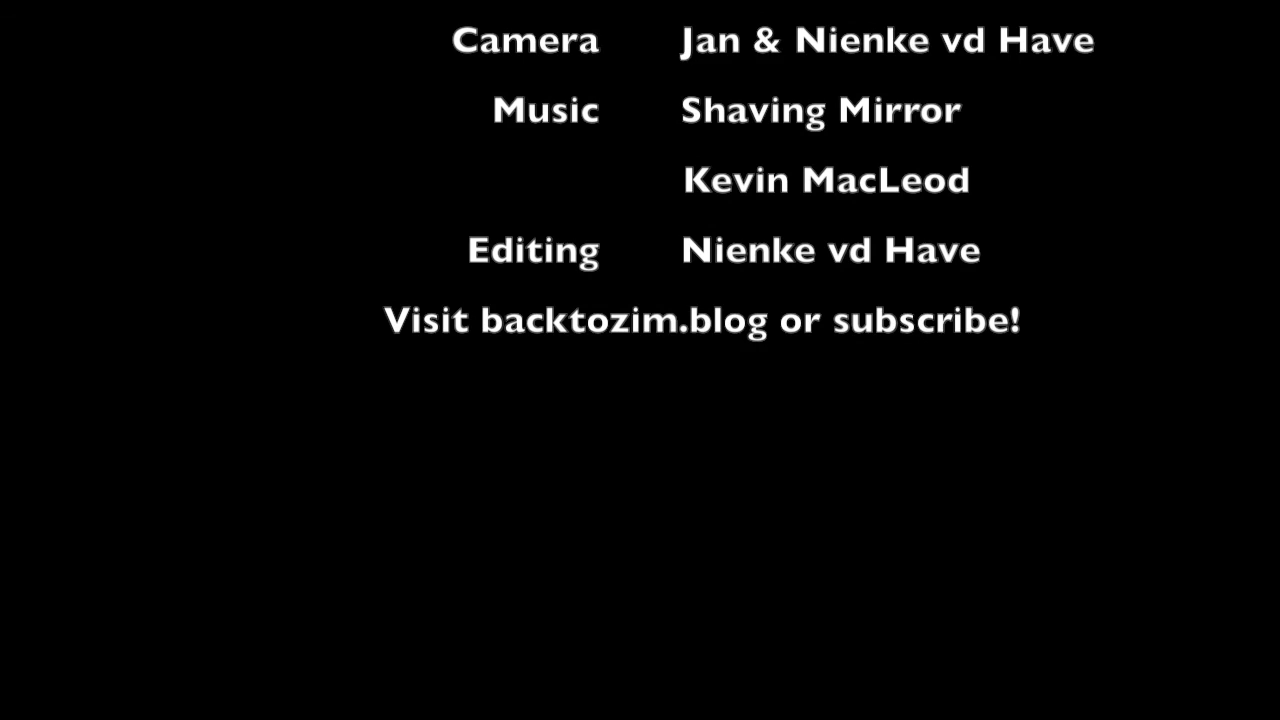 Camera Jan & Nienke vd Have
Music Shaving Mirror
Kevin MacLeod
Editing Nienke vd Have
Visit backtozim.blog or subscribe!